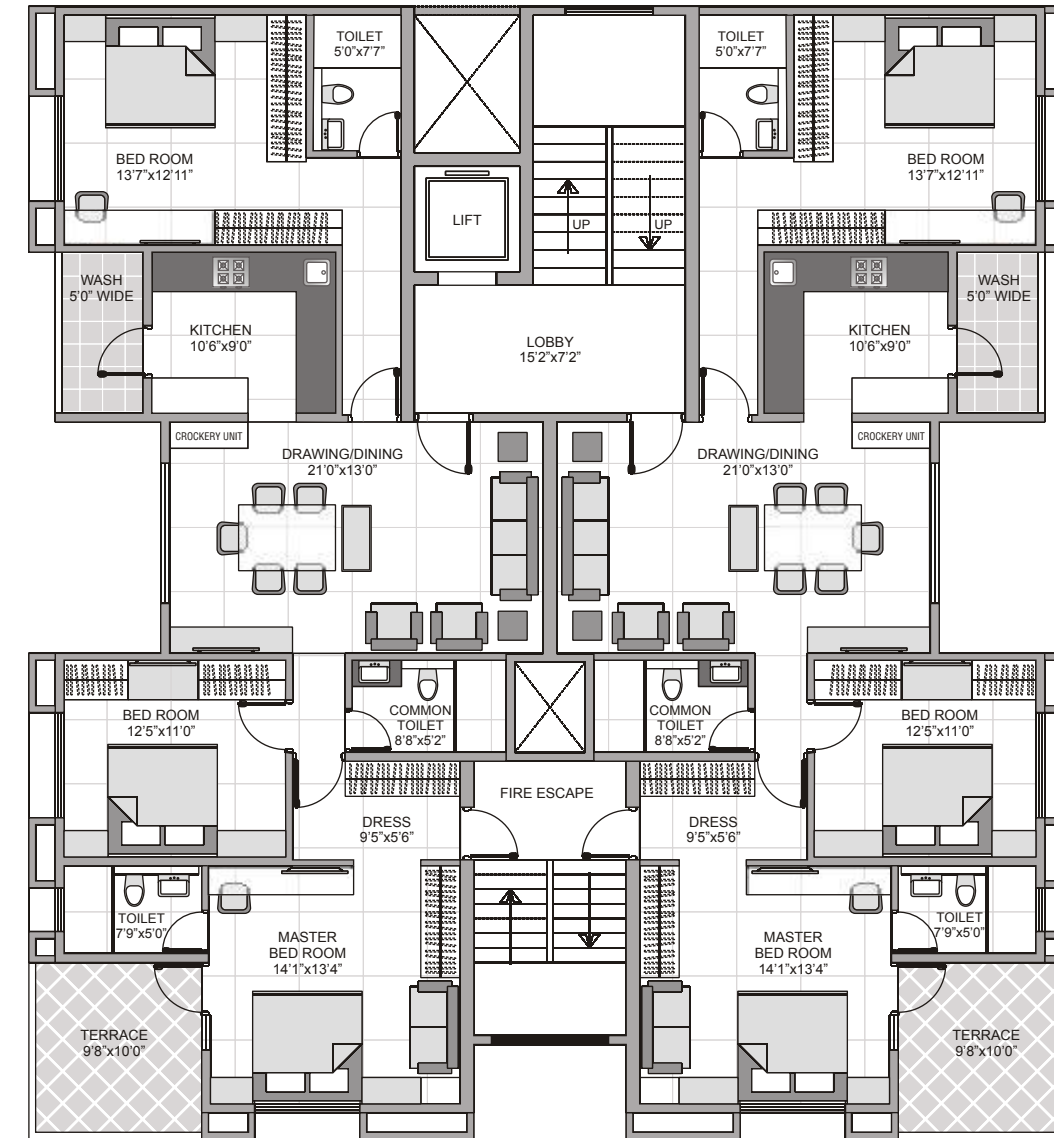 TOILET
5'0"x7'7"
TOILET
5'0"x7'7"
BED ROOM
13'7"x12'11"
BED ROOM
13'7"x12'11"
LIFT
UP
UP
WASH
5'0" WIDE
WASH
5'0" WIDE
KITCHEN
10'6"x9'0"
LOBBY
15'2"x7'2"
KITCHEN
10'6"x9'0"
CROCKERY UNIT
CROCKERY UNIT
DRAWING/DINING
21'0"x13'0"
DRAWING/DINING
21'0"x13'0"
BED ROOM
12'5"x11'0"
COMMON
TOILET
8'8"x5'2"
COMMON
TOILET
8'8"x5'2"
BED ROOM
12'5"x11'0"
FIRE ESCAPE
DRESS
9'5"x5'6"
DRESS
9'5"x5'6"
TOILET
7'9"x5'0"
TOILET
7'9"x5'0"
MASTER
BED ROOM
14'1"x13'4"
MASTER
BED ROOM
14'1"x13'4"
TERRACE
9'8"x10'0"
TERRACE
9'8"x10'0"